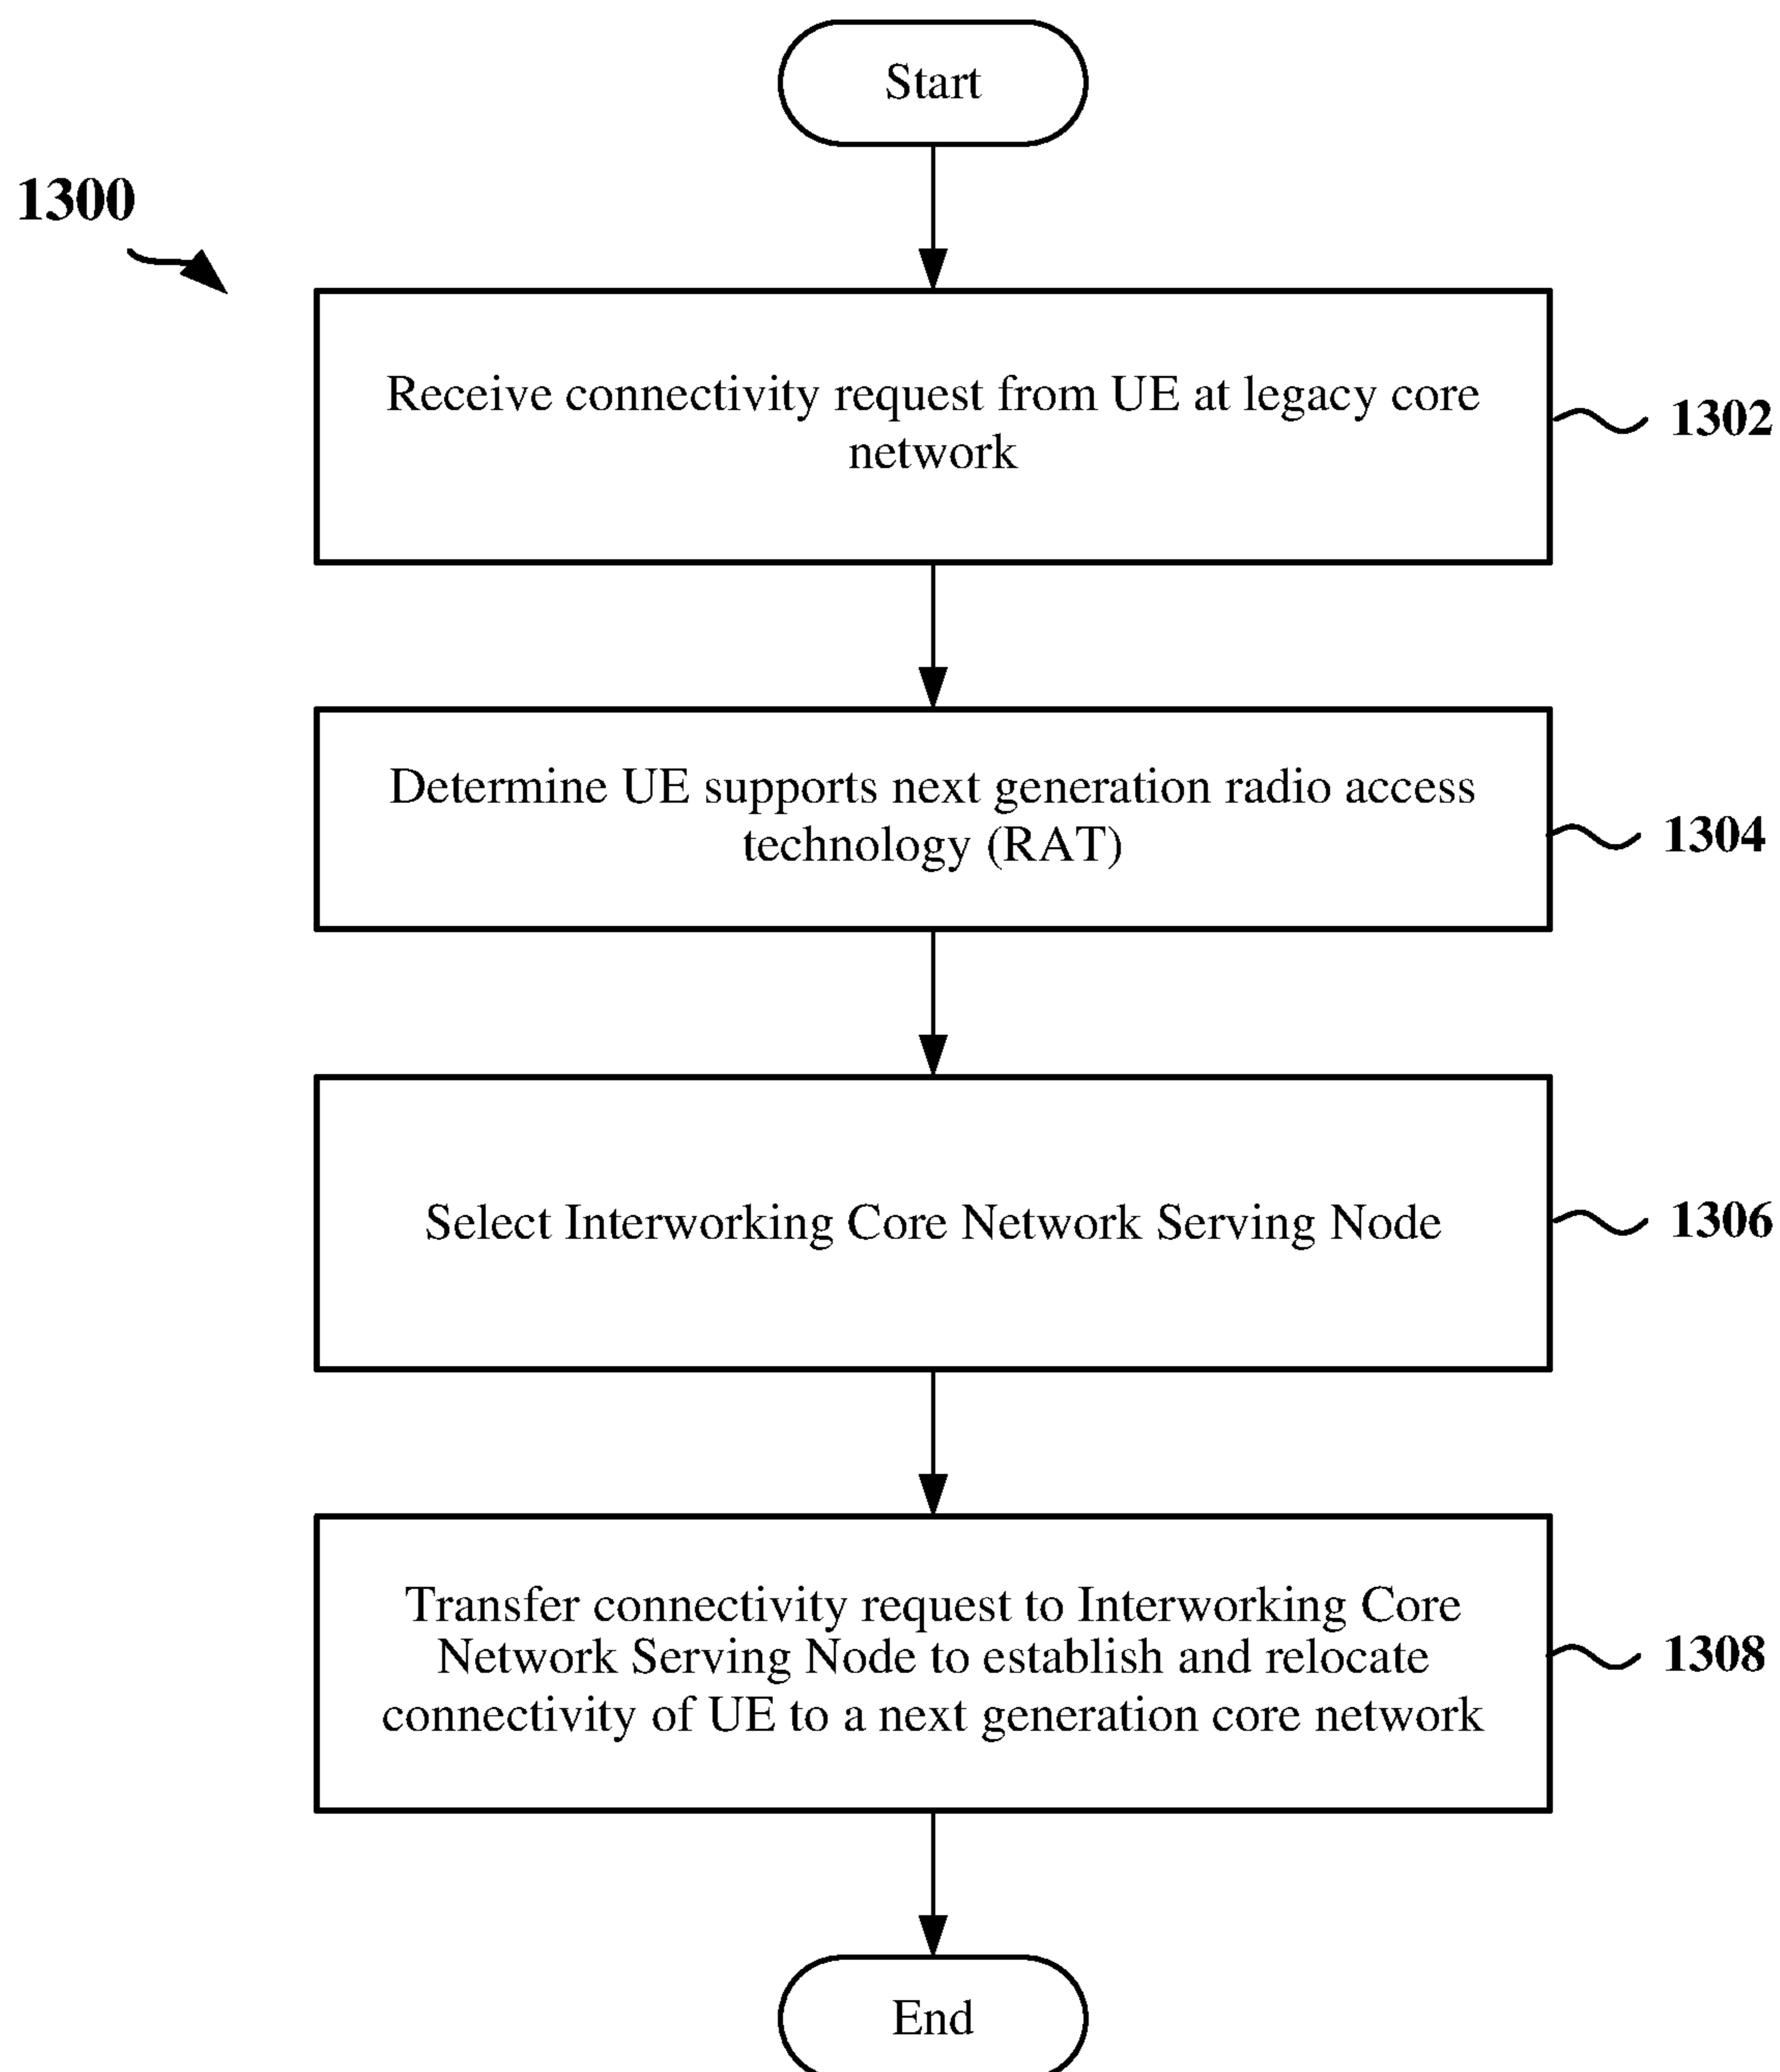 Start
1300
Receive connectivity request from UE at legacy core
network
1302
Determine UE supports next generation radio access
technology (RAT)
1304
Select Interworking Core Network Serving Node
1306
Transfer connectivity request to Interworking Core
Network Serving Node to establish and relocate
connectivity of UE to a next generation core network
1308
End